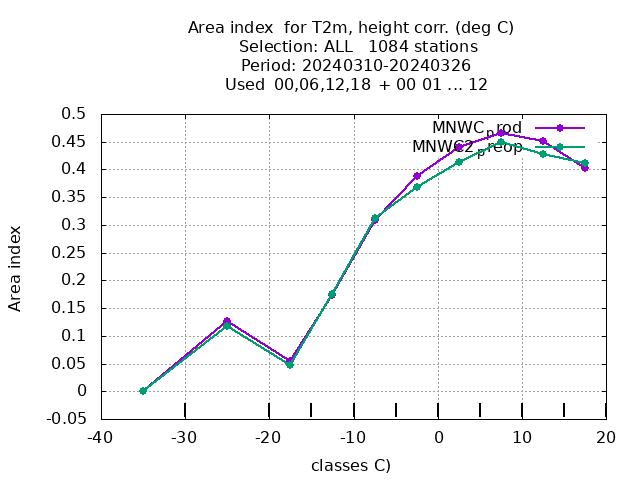 Area index  for T2m, height corr. (deg C)
Selection: ALL   1084 stations
Period: 20240310-20240326
Used  00,06,12,18 + 00 01 ... 12
MNWC_prod
MNWC2_preop
0.5
0.45
0.4
0.35
0.3
0.25
0.2
0.15
0.1
0.05
0
-0.05
-40 -30 -20 -10 0 10 20
Area index
classes C)